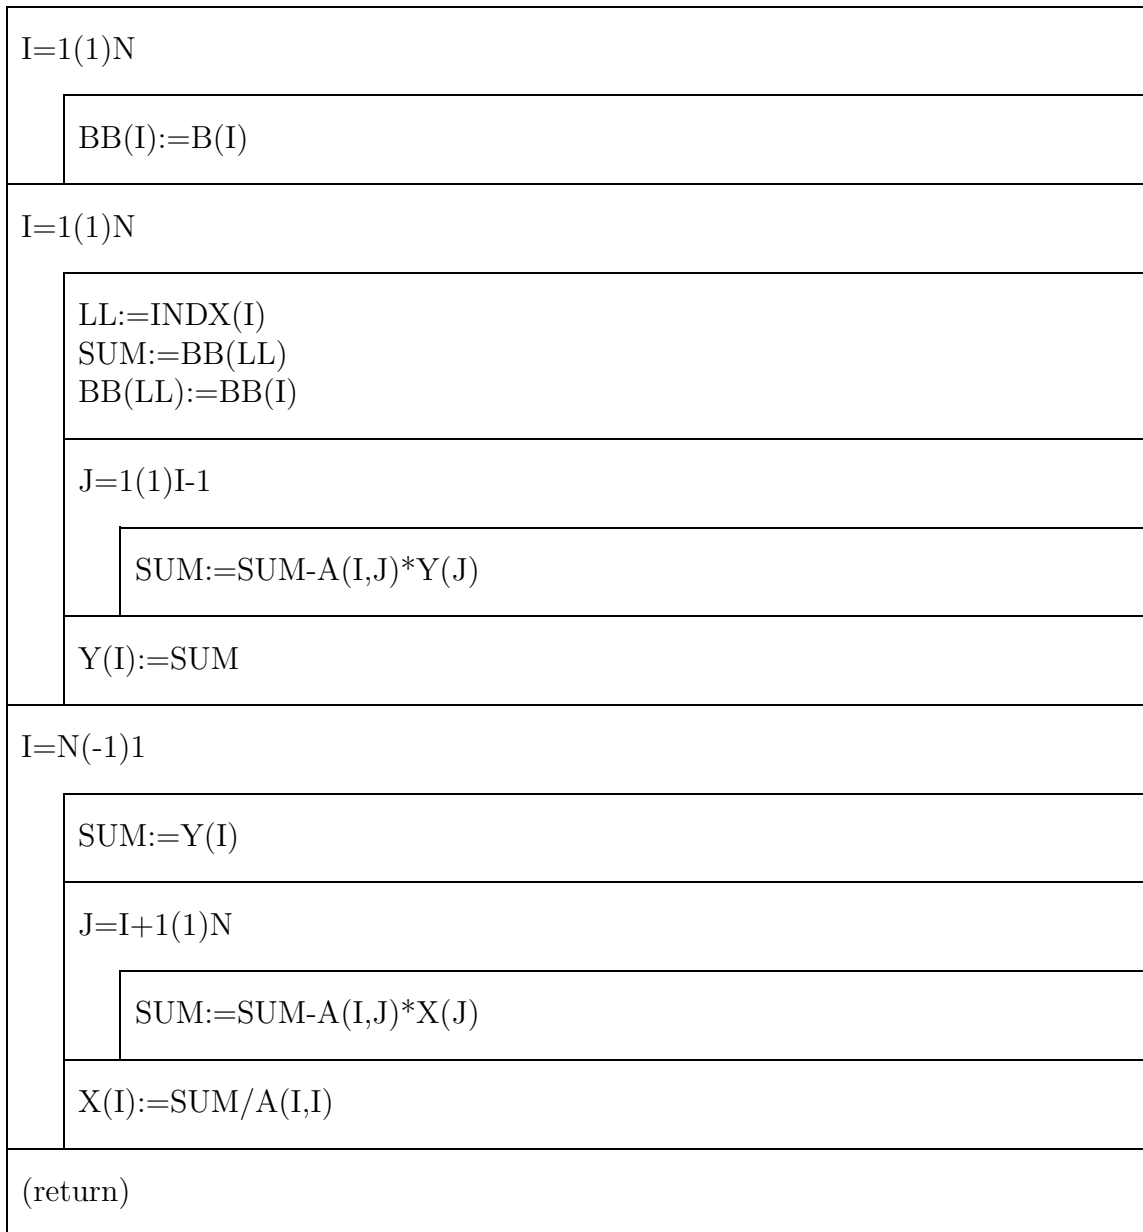 I=1(1)N
BB(I):=B(I)
I=1(1)N
LL:=INDX(I)
SUM:=BB(LL)
BB(LL):=BB(I)
J=1(1)I-1
SUM:=SUM-A(I,J)*Y(J)
Y(I):=SUM
I=N(-1)1
SUM:=Y(I)
J=I+1(1)N
SUM:=SUM-A(I,J)*X(J)
X(I):=SUM/A(I,I)
(return)